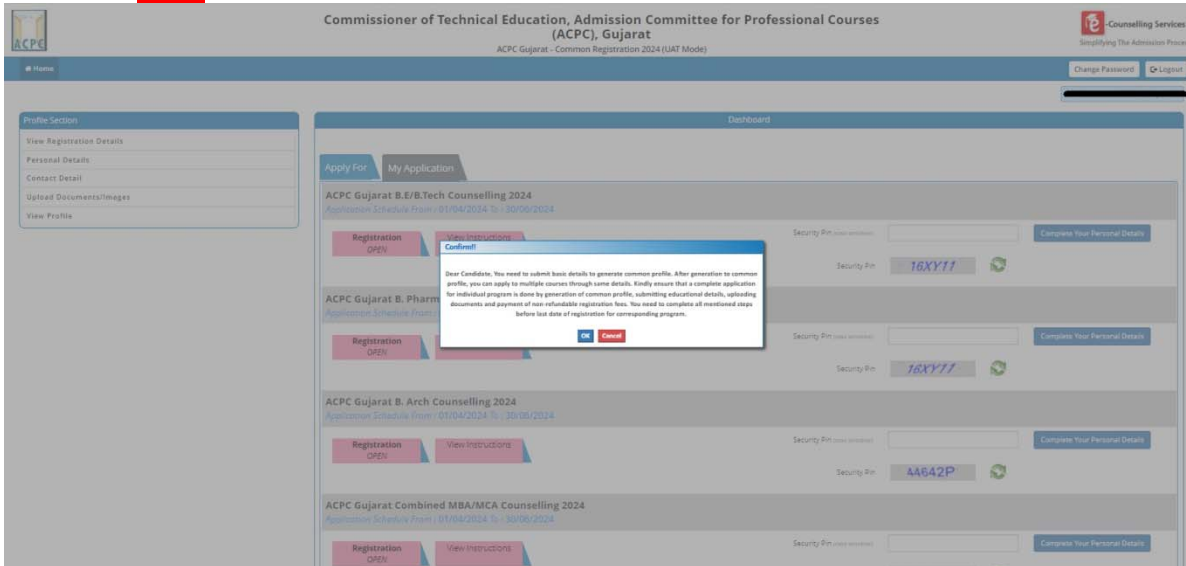 ACPC
Commissioner of Technical Education, Admission Committee for Professional Courses
(ACPC), Gujarat
ACPC Gujarat - Common Registration 2024 (UAT Mode)
e -Counselling Services
Simplifying The Admission Proce
Home
Change Password Logout
Profile Section
View Registration Details
Personal Details
Contact Detail
Upload Documents/Images
View Profile
Dashboard
Apply For My Application
ACPC Gujarat B.E/B.Tech Counselling 2024
Application Schedule From : 01/04/2024 To : 30/06/2024
Registration
OPEN
View Instructions
Security Pin
Complete Your Personal Details
Security Pin 16XY11
Confirm!!
Dear Candidate, You need to submit basic details to generate common profile. After generation to common
profile, you can apply to multiple courses through same details. Kindly ensure that a complete application
for individual program is done by generation of common profile, submitting educational details, uploading
documents and payment of non-refundable registration fees. You need to complete all mentioned steps
before last date of registration for corresponding program.
OK Cancel
ACPC Gujarat B. Pharm
Application Schedule From :
Registration
OPEN
Security Pin
Complete Your Personal Details
Security Pin 16XY11
ACPC Gujarat B. Arch Counselling 2024
Application Schedule From : 01/04/2024 To : 30/06/2024
Registration
OPEN
View Instructions
Security Pin
Complete Your Personal Details
Security Pin 44642P
ACPC Gujarat Combined MBA/MCA Counselling 2024
Application Schedule From : 01/04/2024 To : 30/06/2024
Registration
OPEN
View Instructions
Security Pin
Complete Your Personal Details